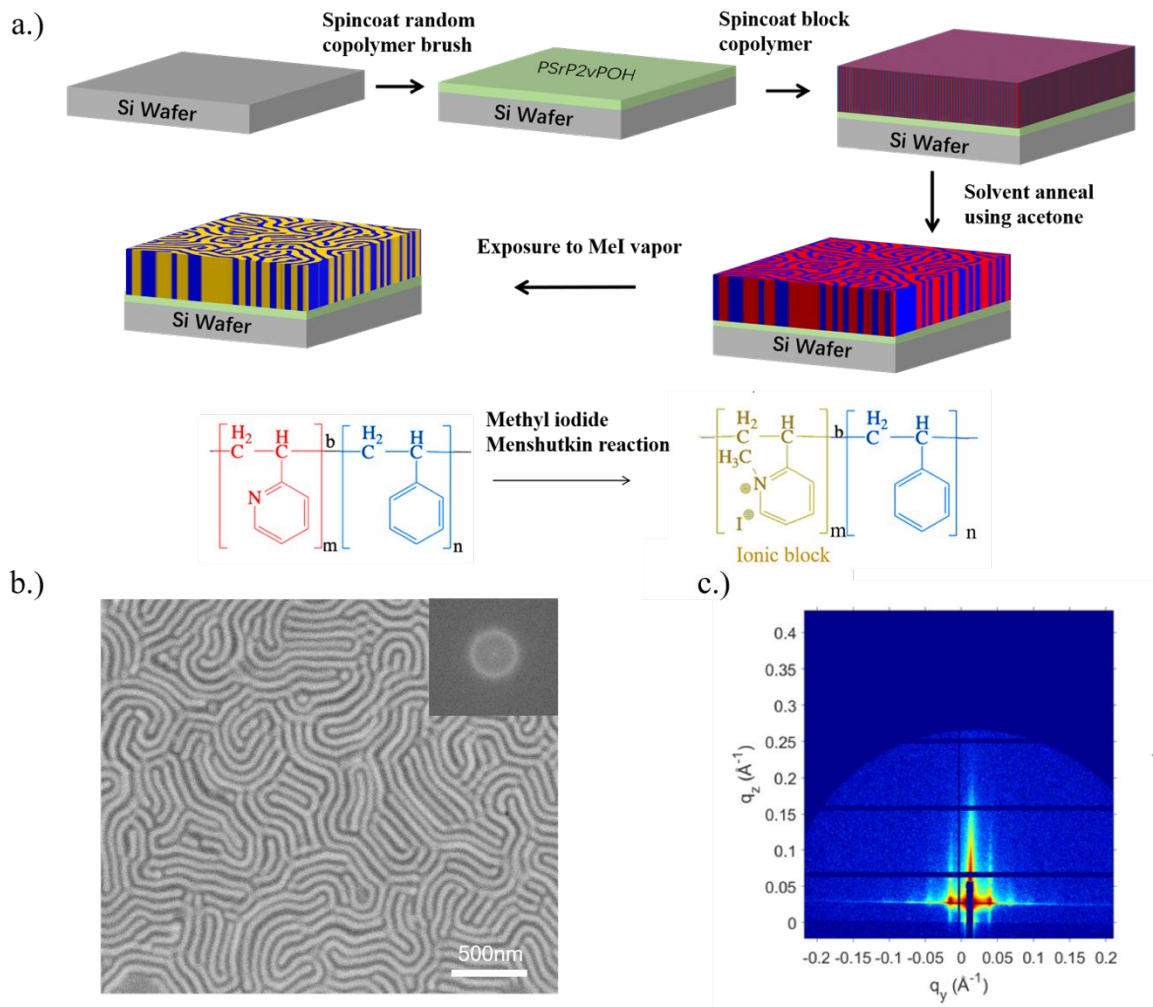 a.)
Spincoat random
copolymer brush
Spincoat block
copolymer
Si Wafer
PSrP2vPOH
Si Wafer
Si Wafer
Solvent anneal
using acetone
Exposure to MeI vapor
Si Wafer
Si Wafer
Methyl iodide
Menshutkin reaction
H2
C
H
C
N
m
b
H2
C
H
C
n
H2
C
H
C
H3C
N
I
m
b
H2
C
H
C
n
Ionic block
b.)
500nm
c.)
qz (Å-1)
0.4
0.35
0.3
0.25
0.2
0.15
0.1
0.05
0
-0.2 -0.15 -0.1 -0.05 0 0.05 0.1 0.15 0.2
qy (Å-1)